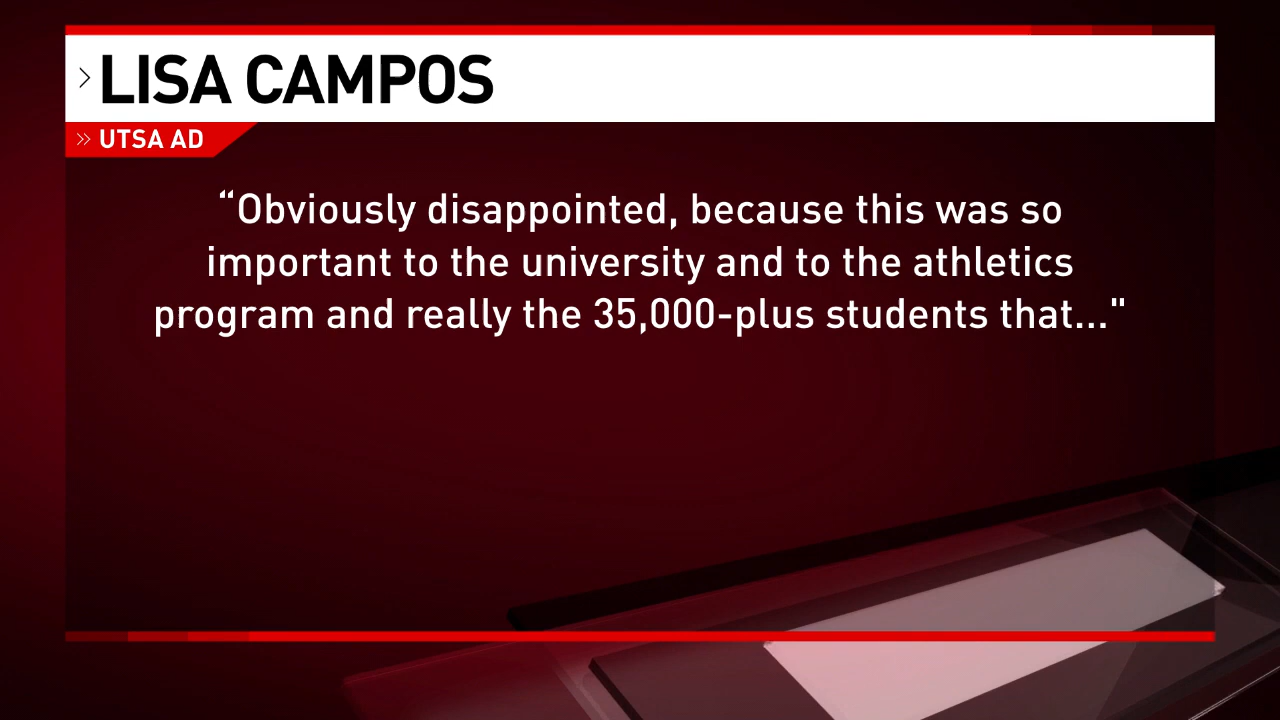 LISA CAMPOS
UTSA AD
“Obviously disappointed, because this was so
important to the university and to the athletics
program and really the 35,000-plus students that..."